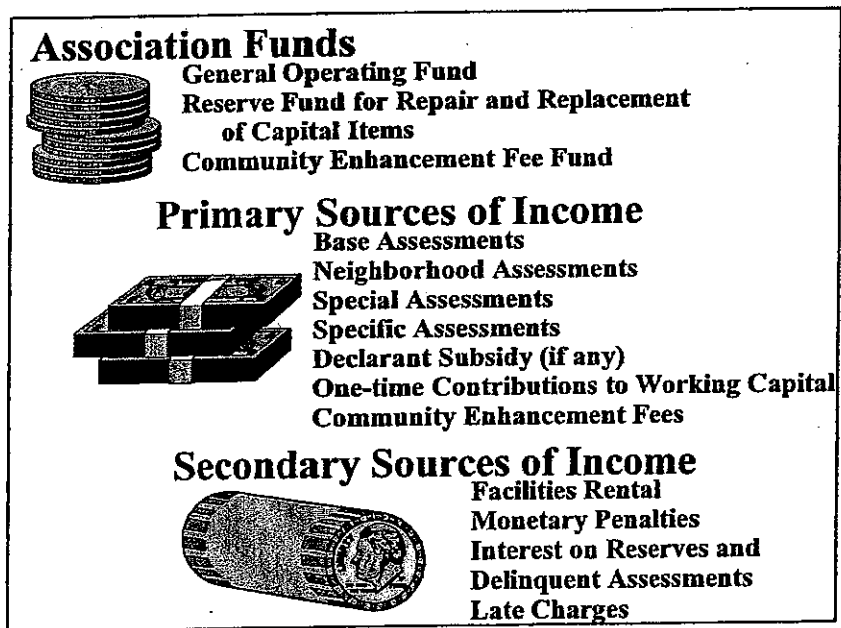 Association Funds
General Operating Fund
Reserve Fund for Repair and Replacement
of Capital Items
Community Enhancement Fee Fund
Primary Sources of Income
Base Assessments
Neighborhood Assessments
Special Assessments
Specific Assessments
Declarant Subsidy (if any)
One-time Contributions to Working Capital
Community Enhancement Fees
Secondary Sources of Income
Facilities Rental
Monetary Penalties
Interest on Reserves and
Delinquent Assessments
Late Charges